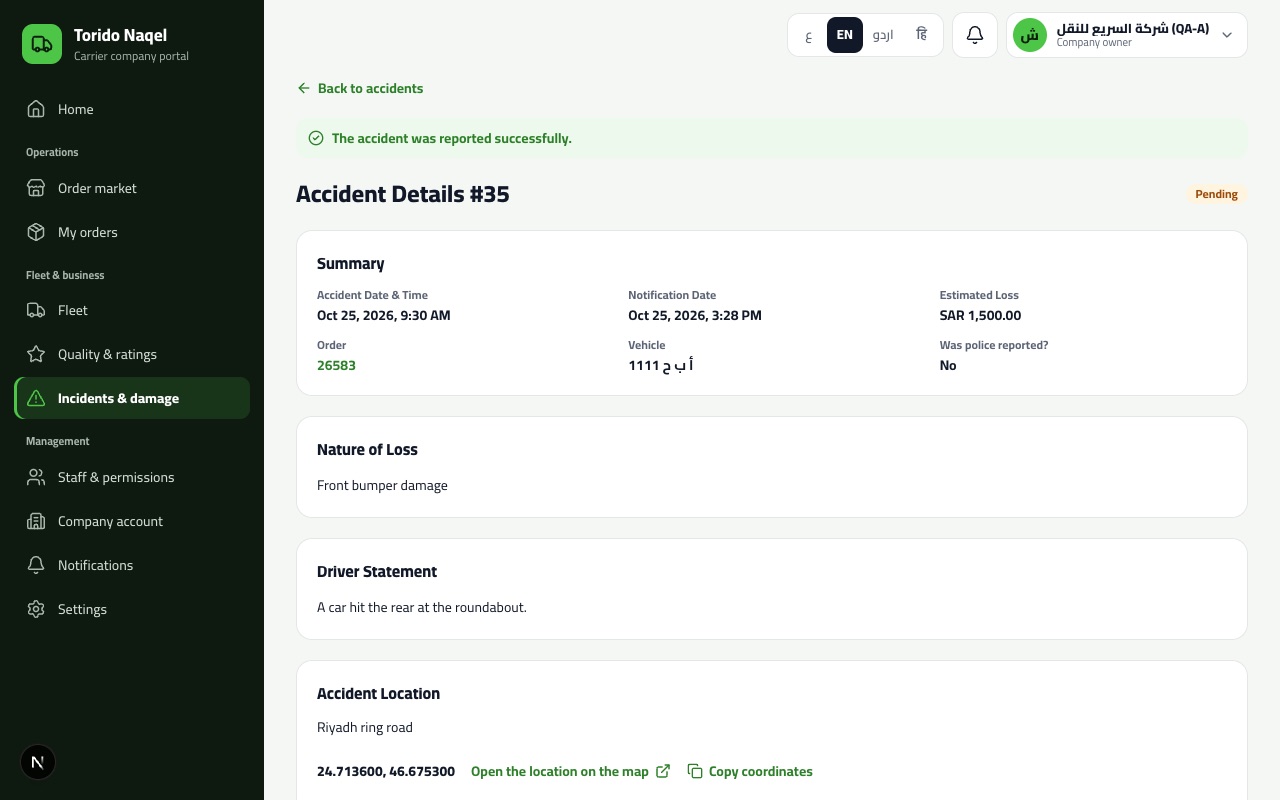 Torido Naqel
Carrier company portal
Home
Operations
Order market
My orders
Fleet & business
Fleet
Quality & ratings
Incidents & damage
Management
Staff & permissions
Company account
Notifications
Settings
N
ع
EN
اردو
हिं
ش
شركة السريع للنقل (QA-A)
Company owner
Back to accidents
The accident was reported successfully.
Accident Details #35
Pending
Summary
Accident Date & Time
Oct 25, 2026, 9:30 AM
Notification Date
Oct 25, 2026, 3:28 PM
Estimated Loss
SAR 1,500.00
Order
26583
Vehicle
أ ب ح 1111
Was police reported?
No
Nature of Loss
Front bumper damage
Driver Statement
A car hit the rear at the roundabout.
Accident Location
Riyadh ring road
24.713600, 46.675300
Open the location on the map
Copy coordinates